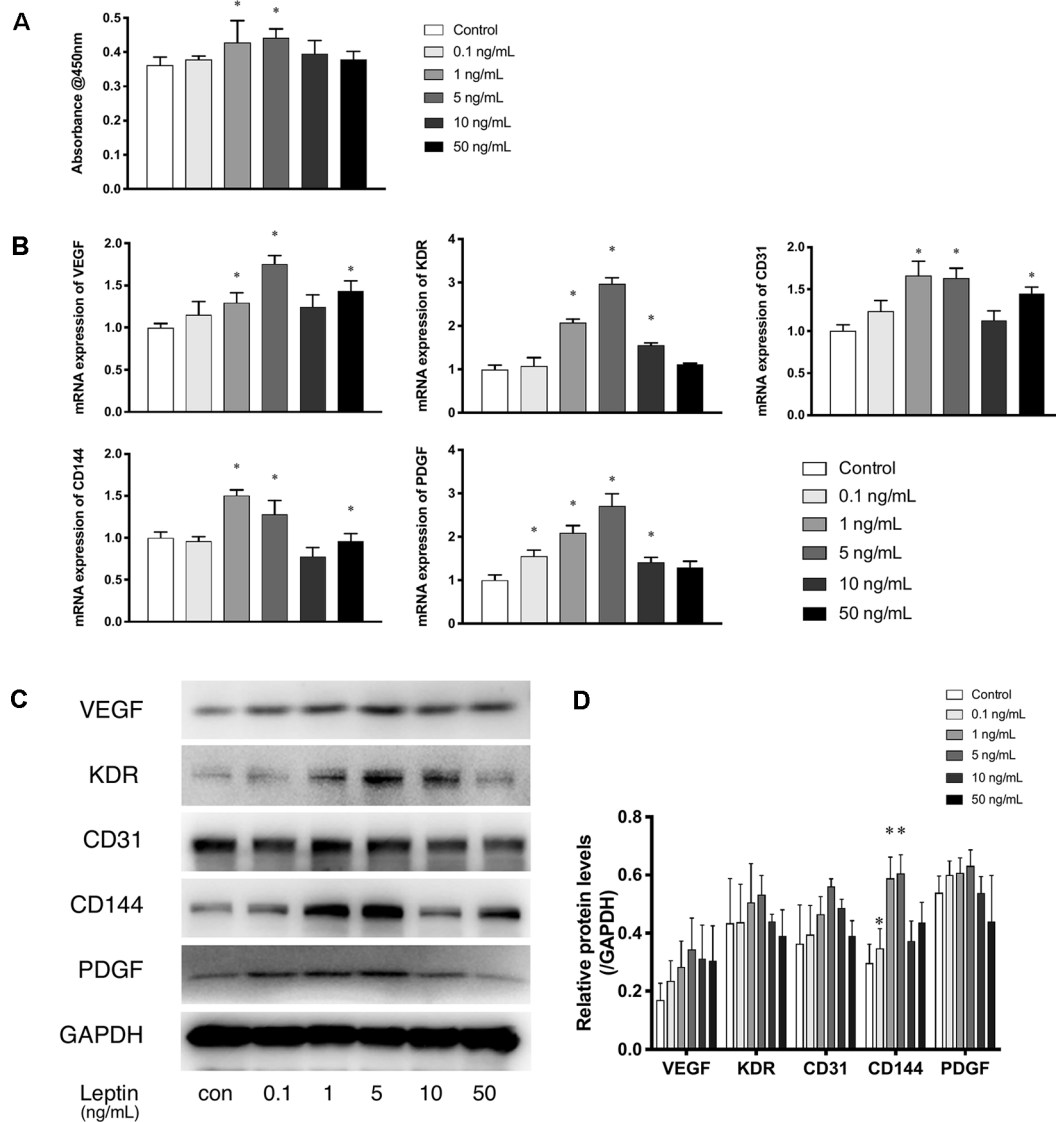 A
Absorbance @450nm
0.5
0.4
0.3
0.2
0.1
0.0
*
*
Control
0.1 ng/mL
1 ng/mL
5 ng/mL
10 ng/mL
50 ng/mL
B
mRNA expression of VEGF
2.0
1.5
1.0
0.5
0.0
*
*
*
mRNA expression of KDR
4
3
2
1
0
*
*
*
mRNA expression of CD31
2.0
1.5
1.0
0.5
0.0
*
*
*
mRNA expression of CD144
2.0
1.5
1.0
0.5
0.0
*
*
*
mRNA expression of PDGF
4
3
2
1
0
*
*
*
*
Control
0.1 ng/mL
1 ng/mL
5 ng/mL
10 ng/mL
50 ng/mL
C
VEGF
KDR
CD31
CD144
PDGF
GAPDH
Leptin con 0.1 1 5 10 50
(ng/mL)
D
Control
0.1 ng/mL
1 ng/mL
5 ng/mL
10 ng/mL
50 ng/mL
Relative protein levels
(/GAPDH)
0.8
0.6
0.4
0.2
0.0
*
* *
VEGF KDR CD31 CD144 PDGF